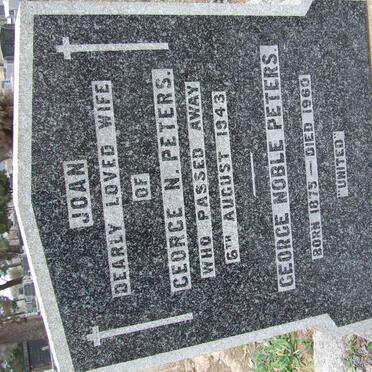 JOAN
DEARLY LOVED WIFE
OF
GEORGE N. PETERS.
WHO PASSED AWAY
6TH AUGUST 1943.
GEORGE NOBLE PETERS
BORN 1875 — DIED 1960
"UNITED"